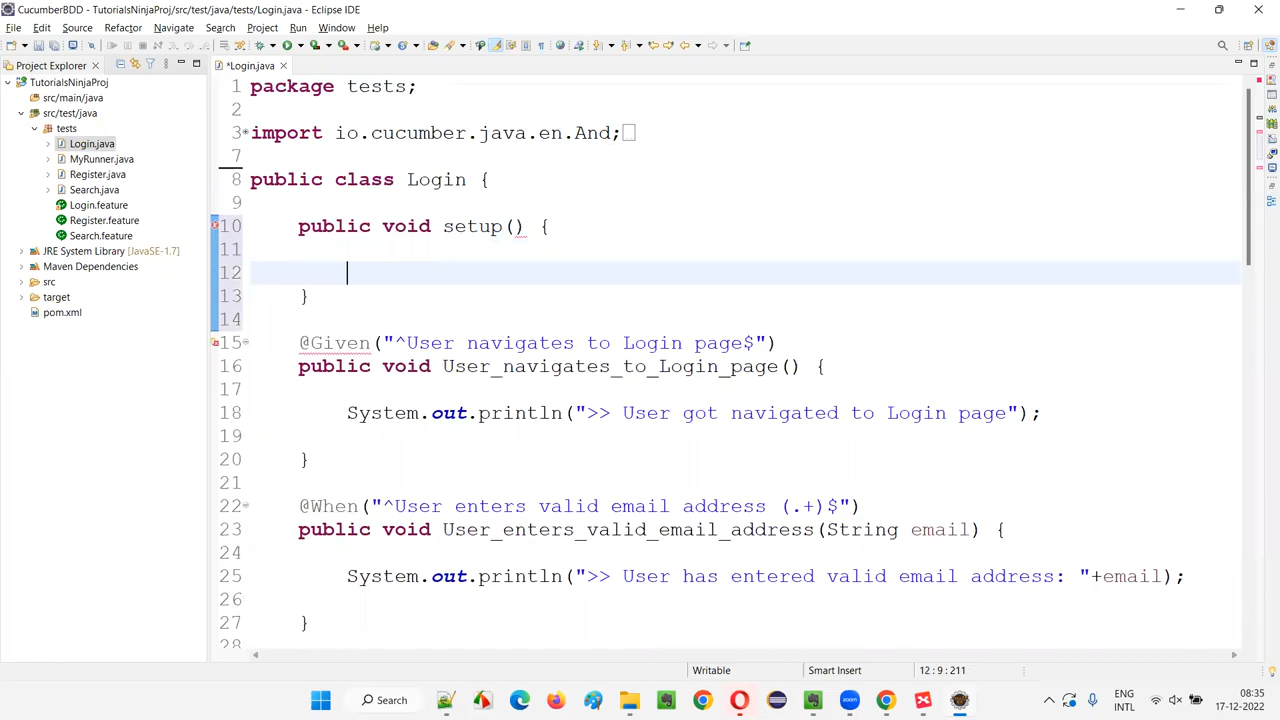 CucumberBDD - TutorialsNinjaProj/src/test/java/tests/Login.java - Eclipse IDE
File Edit Source Refactor Navigate Search Project Run Window Help
Project Explorer
*Login.java
TutorialsNinjaProj
src/main/java
src/test/java
tests
Login.java
MyRunner.java
Register.java
Search.java
Login.feature
Register.feature
Search.feature
JRE System Library [JavaSE-1.7]
Maven Dependencies
src
target
pom.xml
1 package tests;
2
3 import io.cucumber.java.en.And;
7
8 public class Login {
9
10 public void setup() {
11
12
13 }
14
15 @Given("^User navigates to Login page$")
16 public void User_navigates_to_Login_page() {
17
18 System.out.println(">> User got navigated to Login page");
19
20 }
21
22 @When("^User enters valid email address (.+)$")
23 public void User_enters_valid_email_address(String email) {
24
25 System.out.println(">> User has entered valid email address: "+email);
26
27 }
28
Writable Smart Insert 12:9:211
Search
ENG
INTL
08:35
17-12-2022